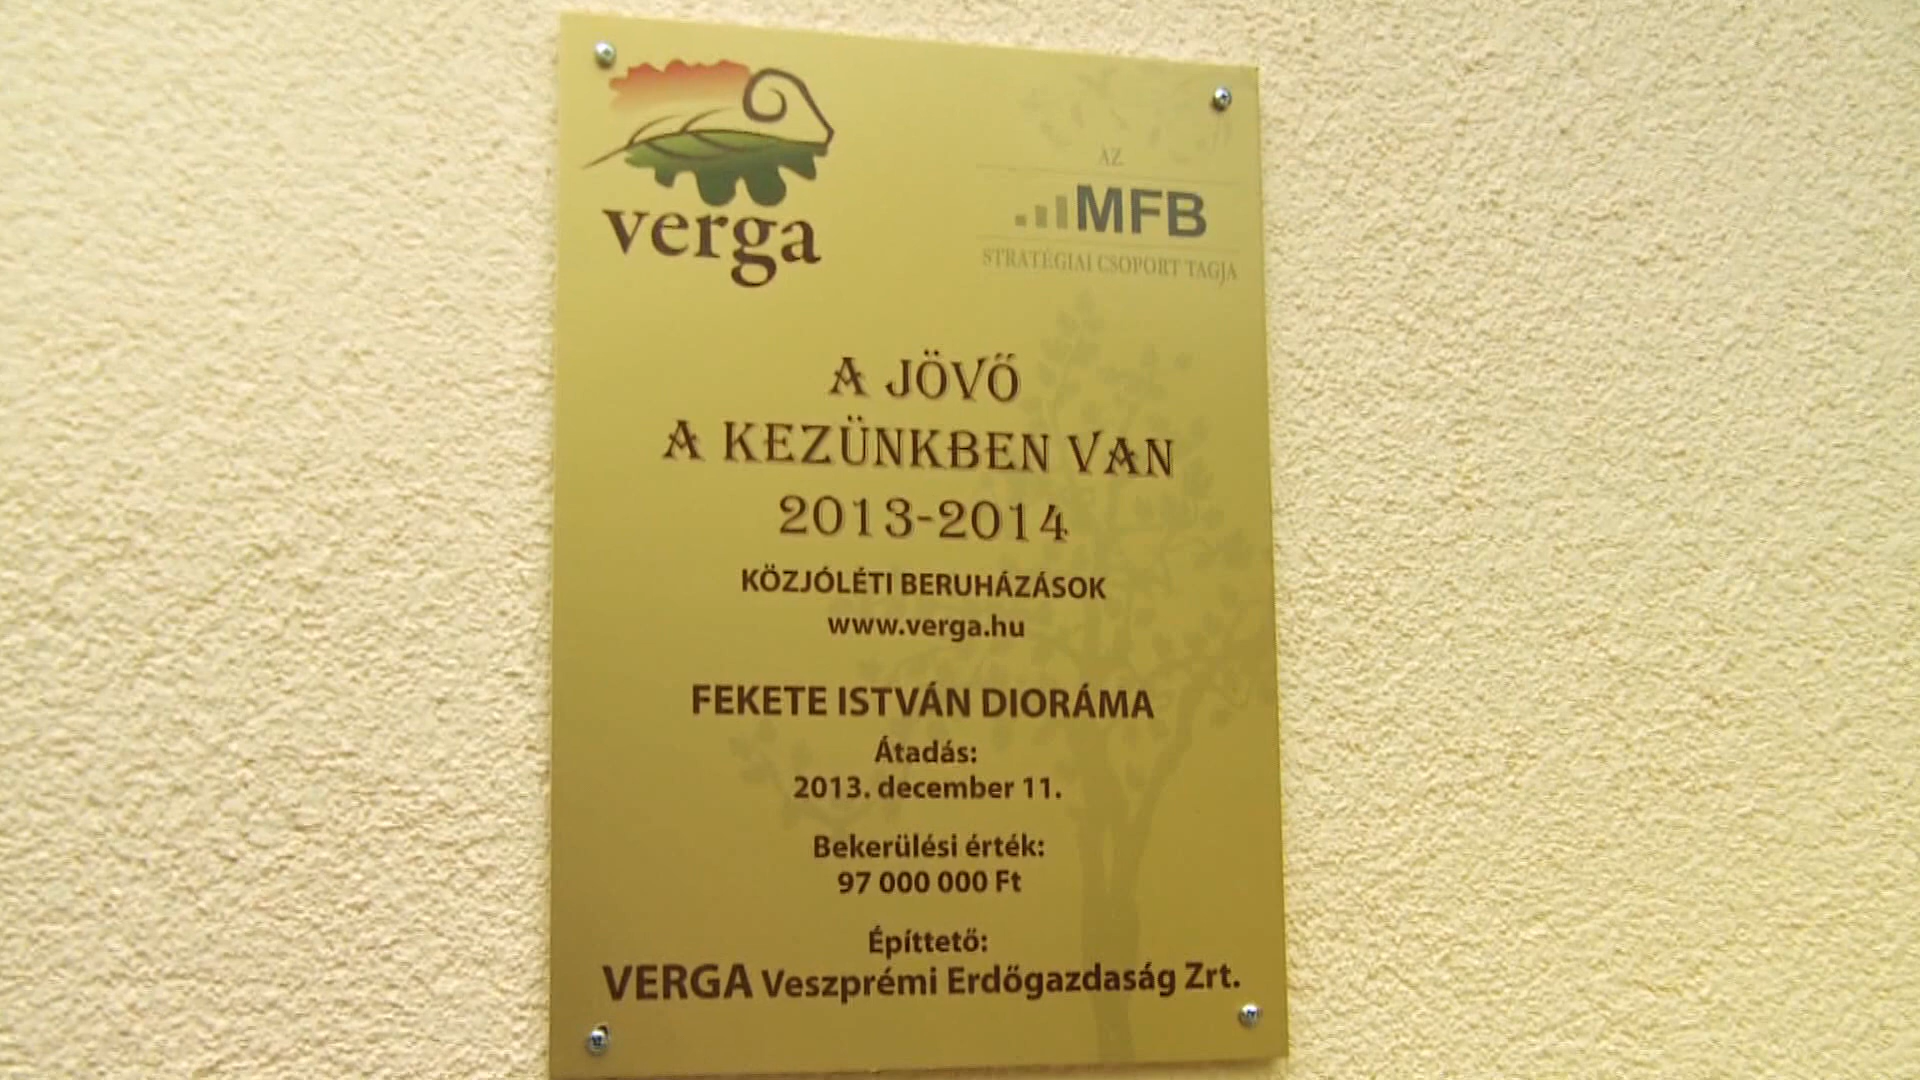 verga
AZ
MFB
STRATÉGIAI CSOPORT TAGJA
A JÖVŐ
A KEZÜNKBEN VAN
2013-2014
KÖZJÓLÉTI BERUHÁZÁSOK
www.verga.hu
FEKETE ISTVÁN DIORÁMA
Átadás:
2013. december 11.
Bekerülési érték:
97 000 000 Ft
Építtető:
VERGA Veszprémi Erdőgazdaság Zrt.